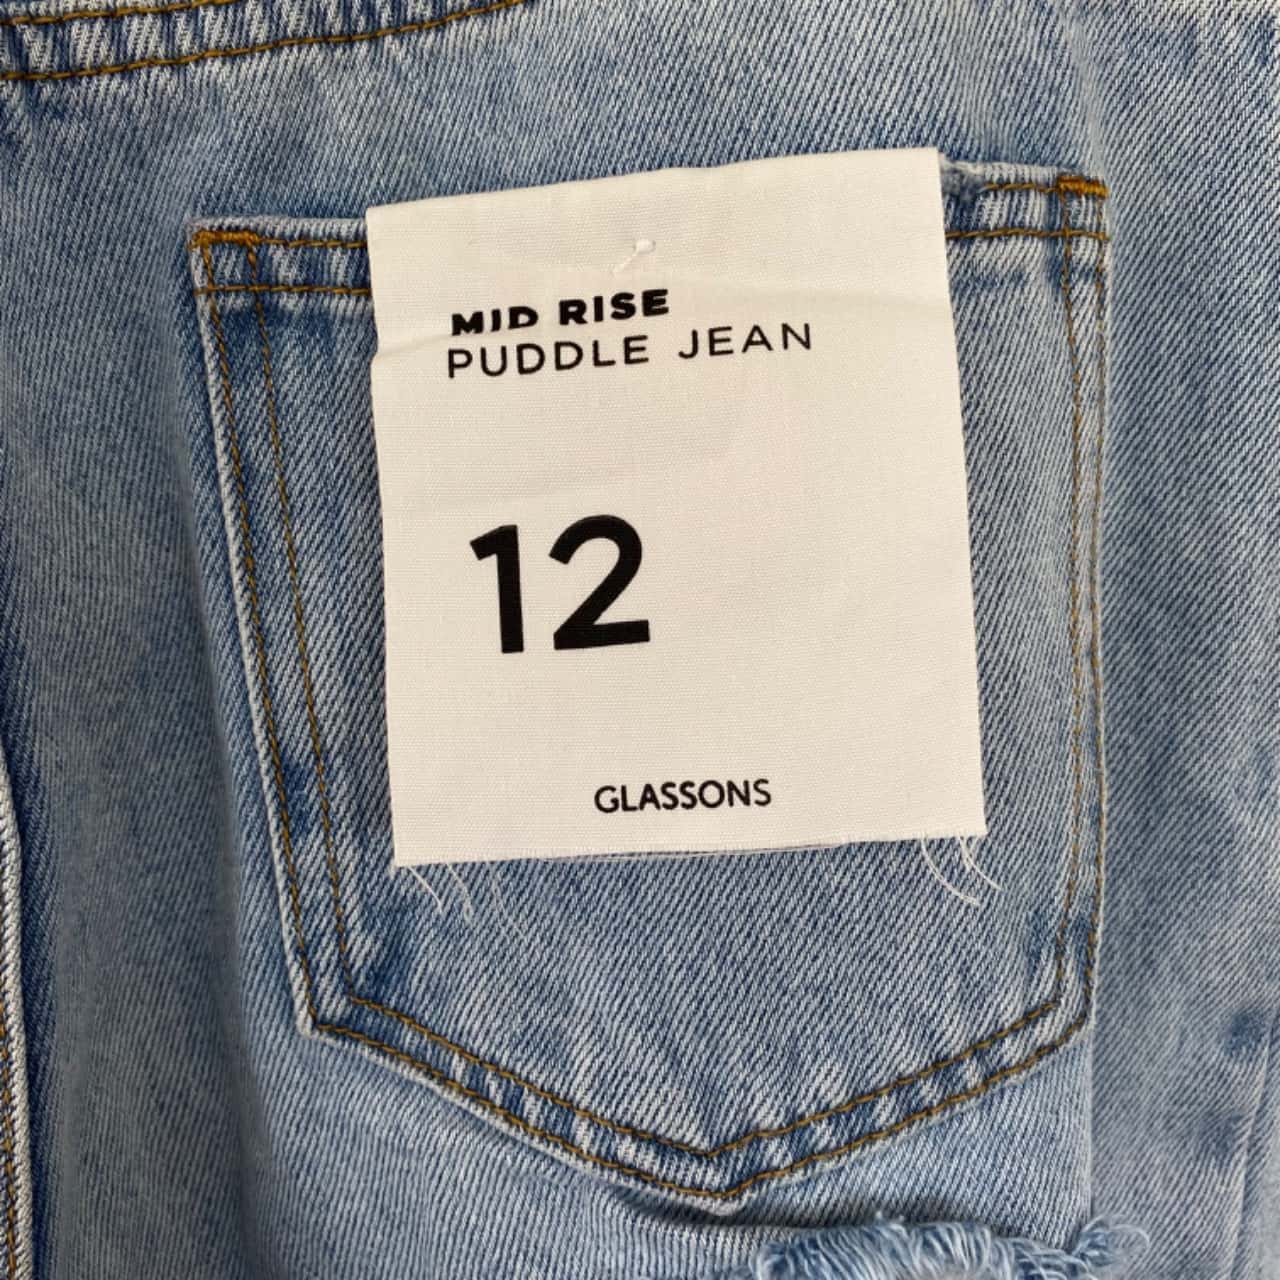 MID RISE
PUDDLE JEAN
12
GLASSONS